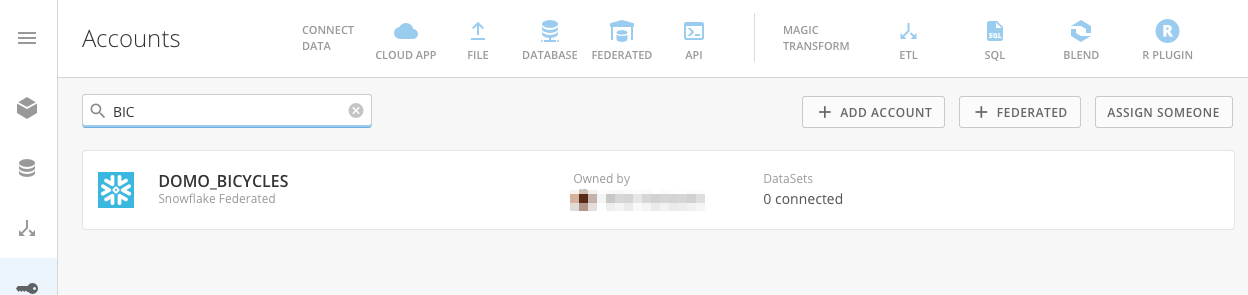 Accounts
CONNECT
DATA
CLOUD APP
FILE
DATABASE
FEDERATED
API
MAGIC
TRANSFORM
ETL
SQL
SQL
BLEND
R
R PLUGIN
BIC
ADD ACCOUNT
FEDERATED
ASSIGN SOMEONE
DOMO_BICYCLES
Snowflake Federated
Owned by
DataSets
0 connected